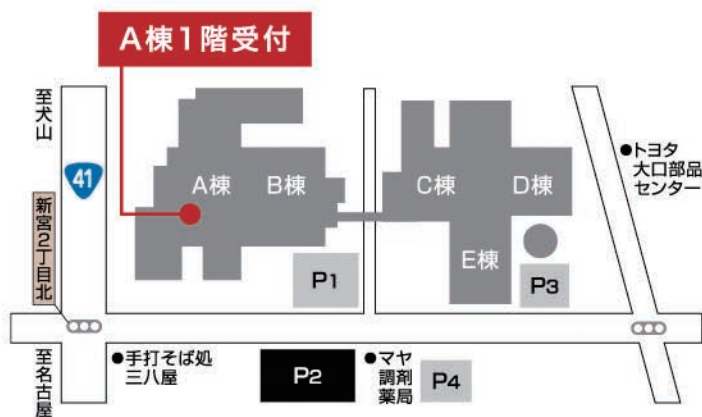 A棟1階受付
至犬山
41
新宮2丁目北
至名古屋
A棟
B棟
C棟
D棟
E棟
●トヨタ
大口部品
センター
P1
P3
●手打そば処
三八屋
P2
●マヤ
調剤
薬局
P4